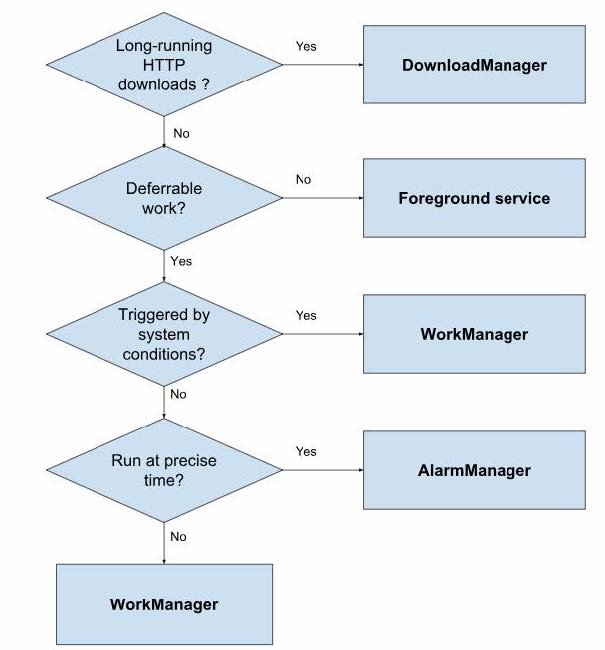 Long-running
HTTP
downloads ?
Yes
DownloadManager
No
Deferrable
work?
No
Foreground service
Yes
Triggered by
system
conditions?
Yes
WorkManager
No
Run at precise
time?
Yes
AlarmManager
No
WorkManager